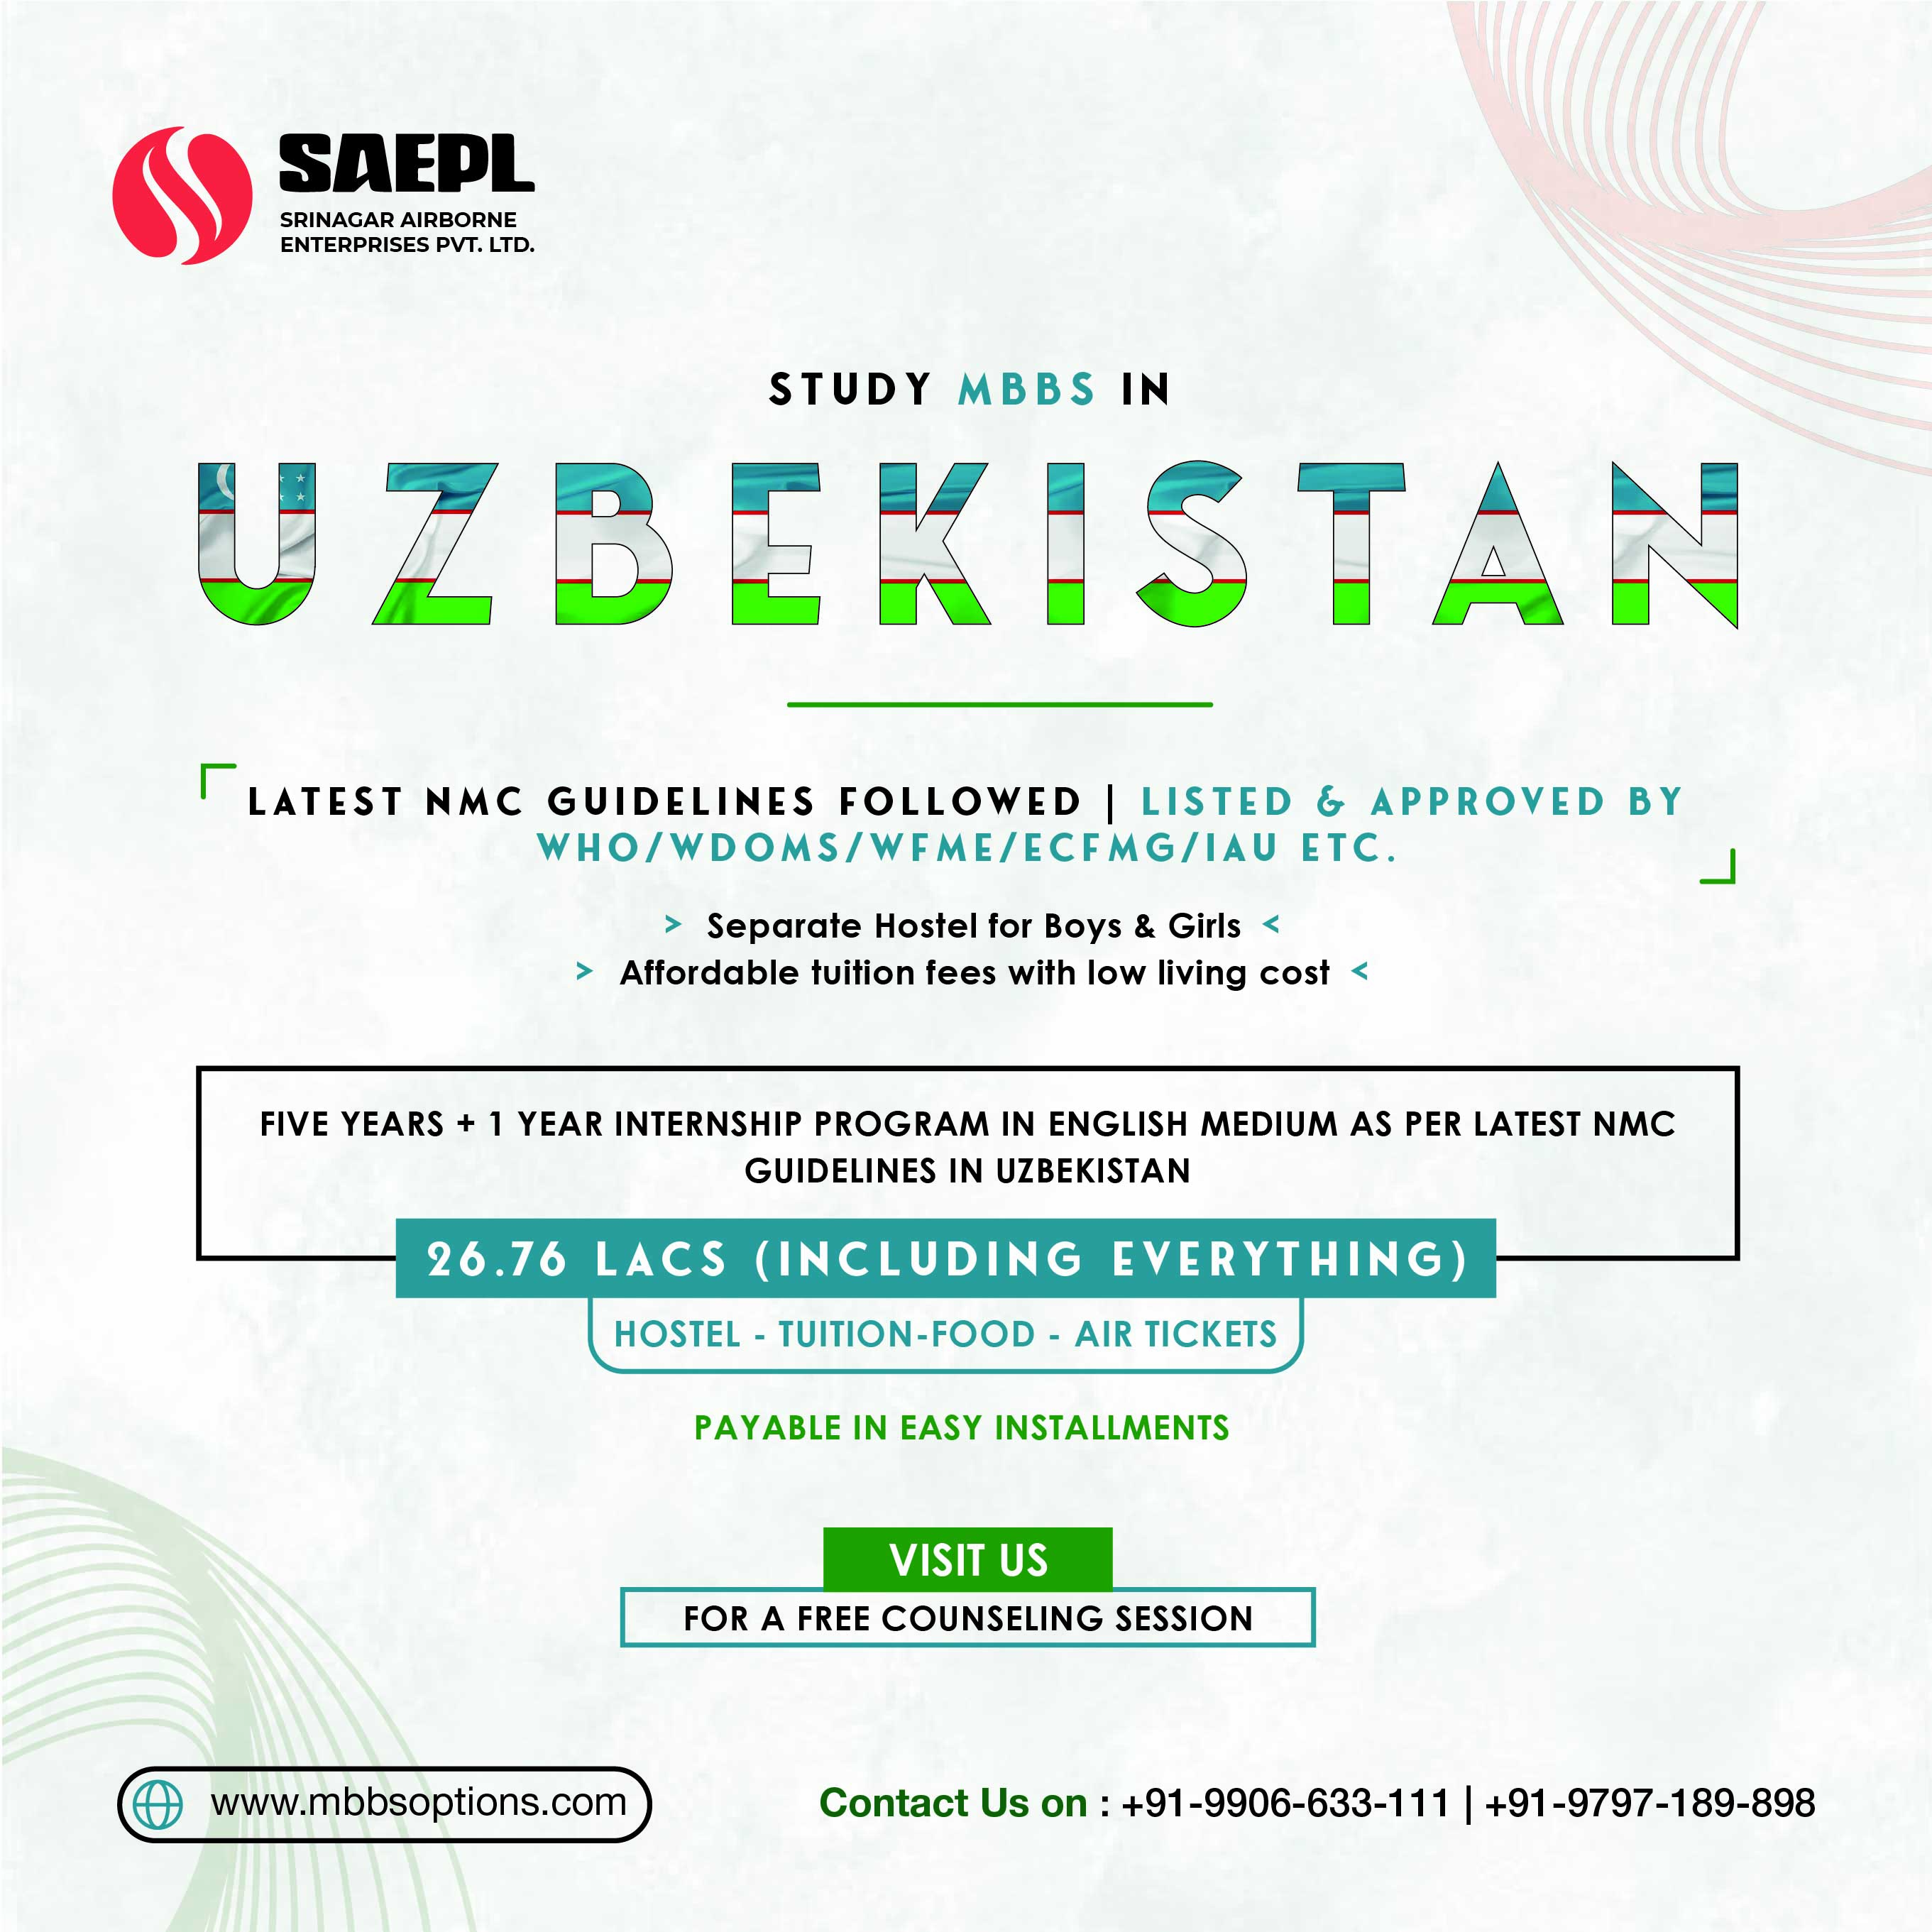 SAEPL
SRINAGAR AIRBORNE
ENTERPRISES PVT. LTD.
STUDY MBBS IN
UZBEKISTAN
LATEST NMC GUIDELINES FOLLOWED | LISTED & APPROVED BY
WHO/WDOMS/WFME/ECFMG/IAU ETC.
> Separate Hostel for Boys & Girls <
> Affordable tuition fees with low living cost <
FIVE YEARS + 1 YEAR INTERNSHIP PROGRAM IN ENGLISH MEDIUM AS PER LATEST NMC
GUIDELINES IN UZBEKISTAN
26.76 LACS (INCLUDING EVERYTHING)
HOSTEL - TUITION-FOOD - AIR TICKETS
PAYABLE IN EASY INSTALLMENTS
VISIT US
FOR A FREE COUNSELING SESSION
www.mbbsoptions.com
Contact Us on : +91-9906-633-111 | +91-9797-189-898